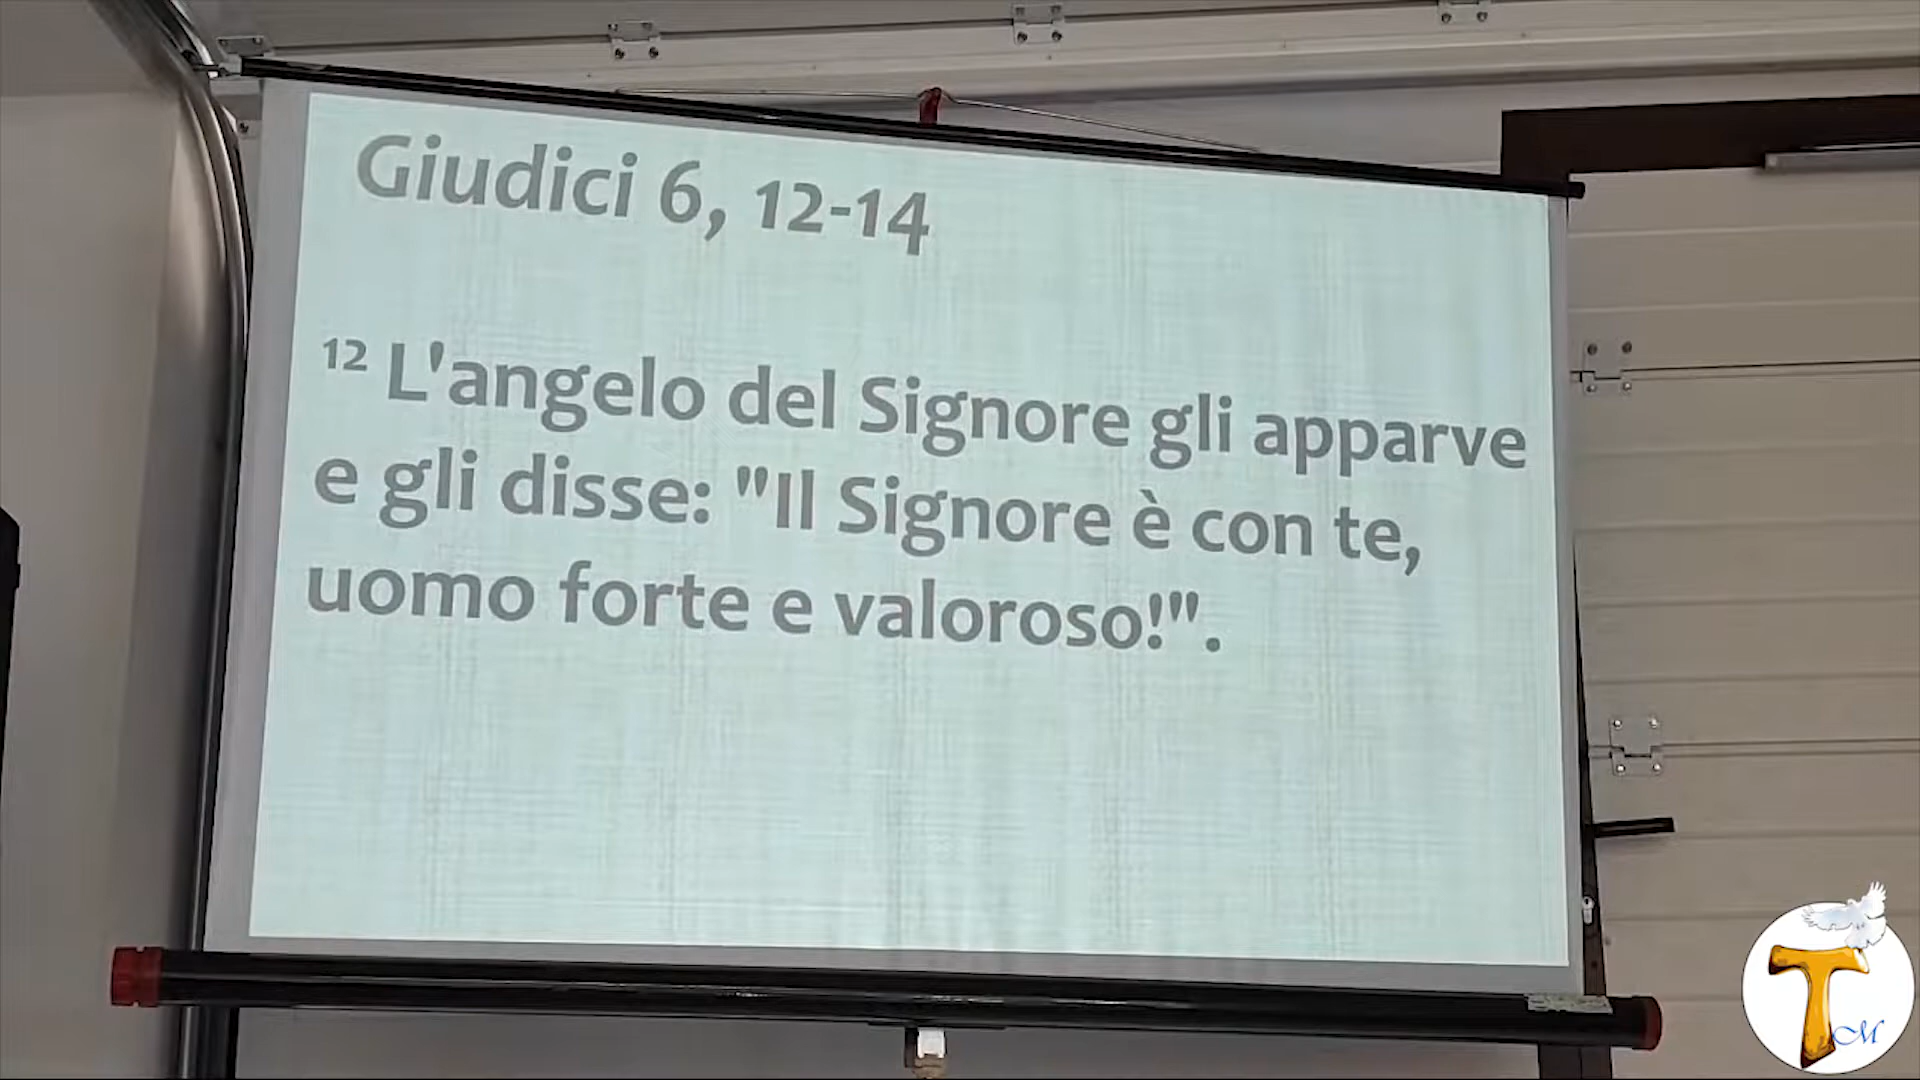 Giudici 6, 12-14
12 L'angelo del Signore gli apparve
e gli disse: "Il Signore è con te,
uomo forte e valoroso!".
M